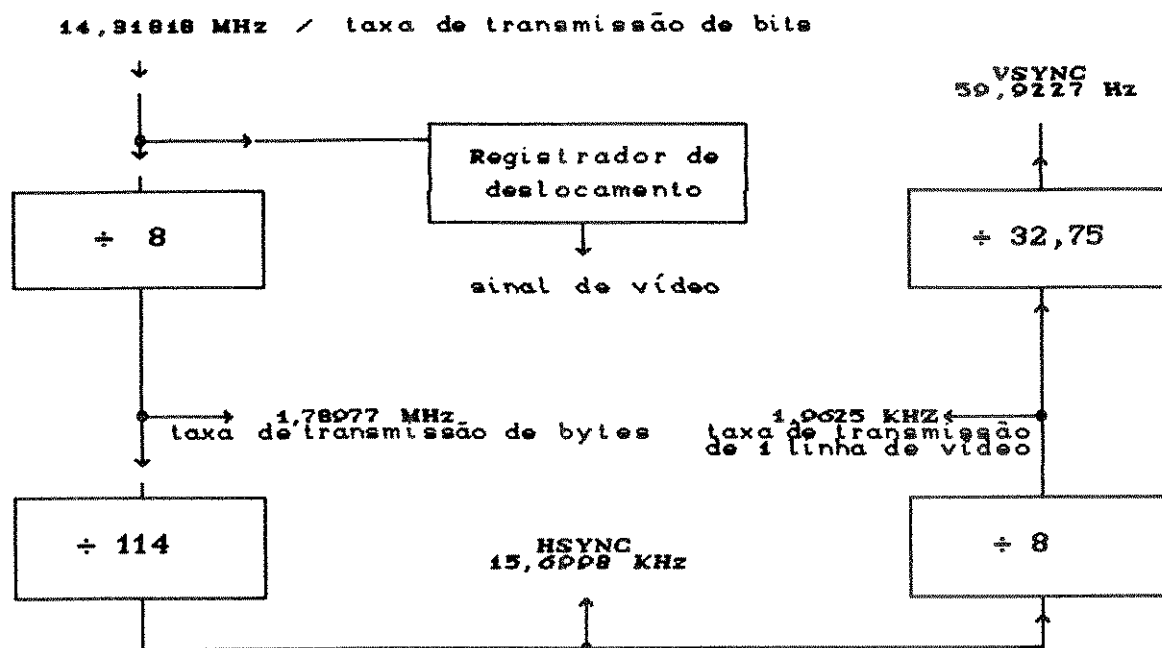 14,31818 MHz / taxa de transmissão de bits
VSYNC
59,9227 Hz
Registrador de
deslocamento
÷ 8
÷ 32,75
sinal de vídeo
1,78977 MHz
taxa de transmissão de bytes
1,9625 KHZ
taxa de transmissão
de 1 linha de vídeo
÷ 114
HSYNC
15,6998 KHz
÷ 8